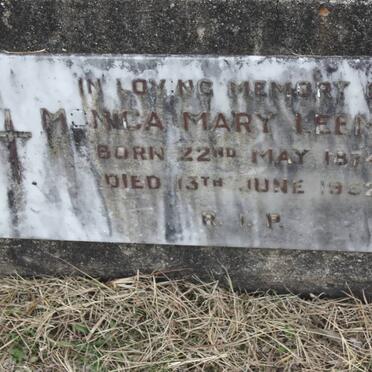 IN LOVING MEMORY
MONICA MARY
BORN 22ND MAY
DIED 13TH JUNE
R.I.P.